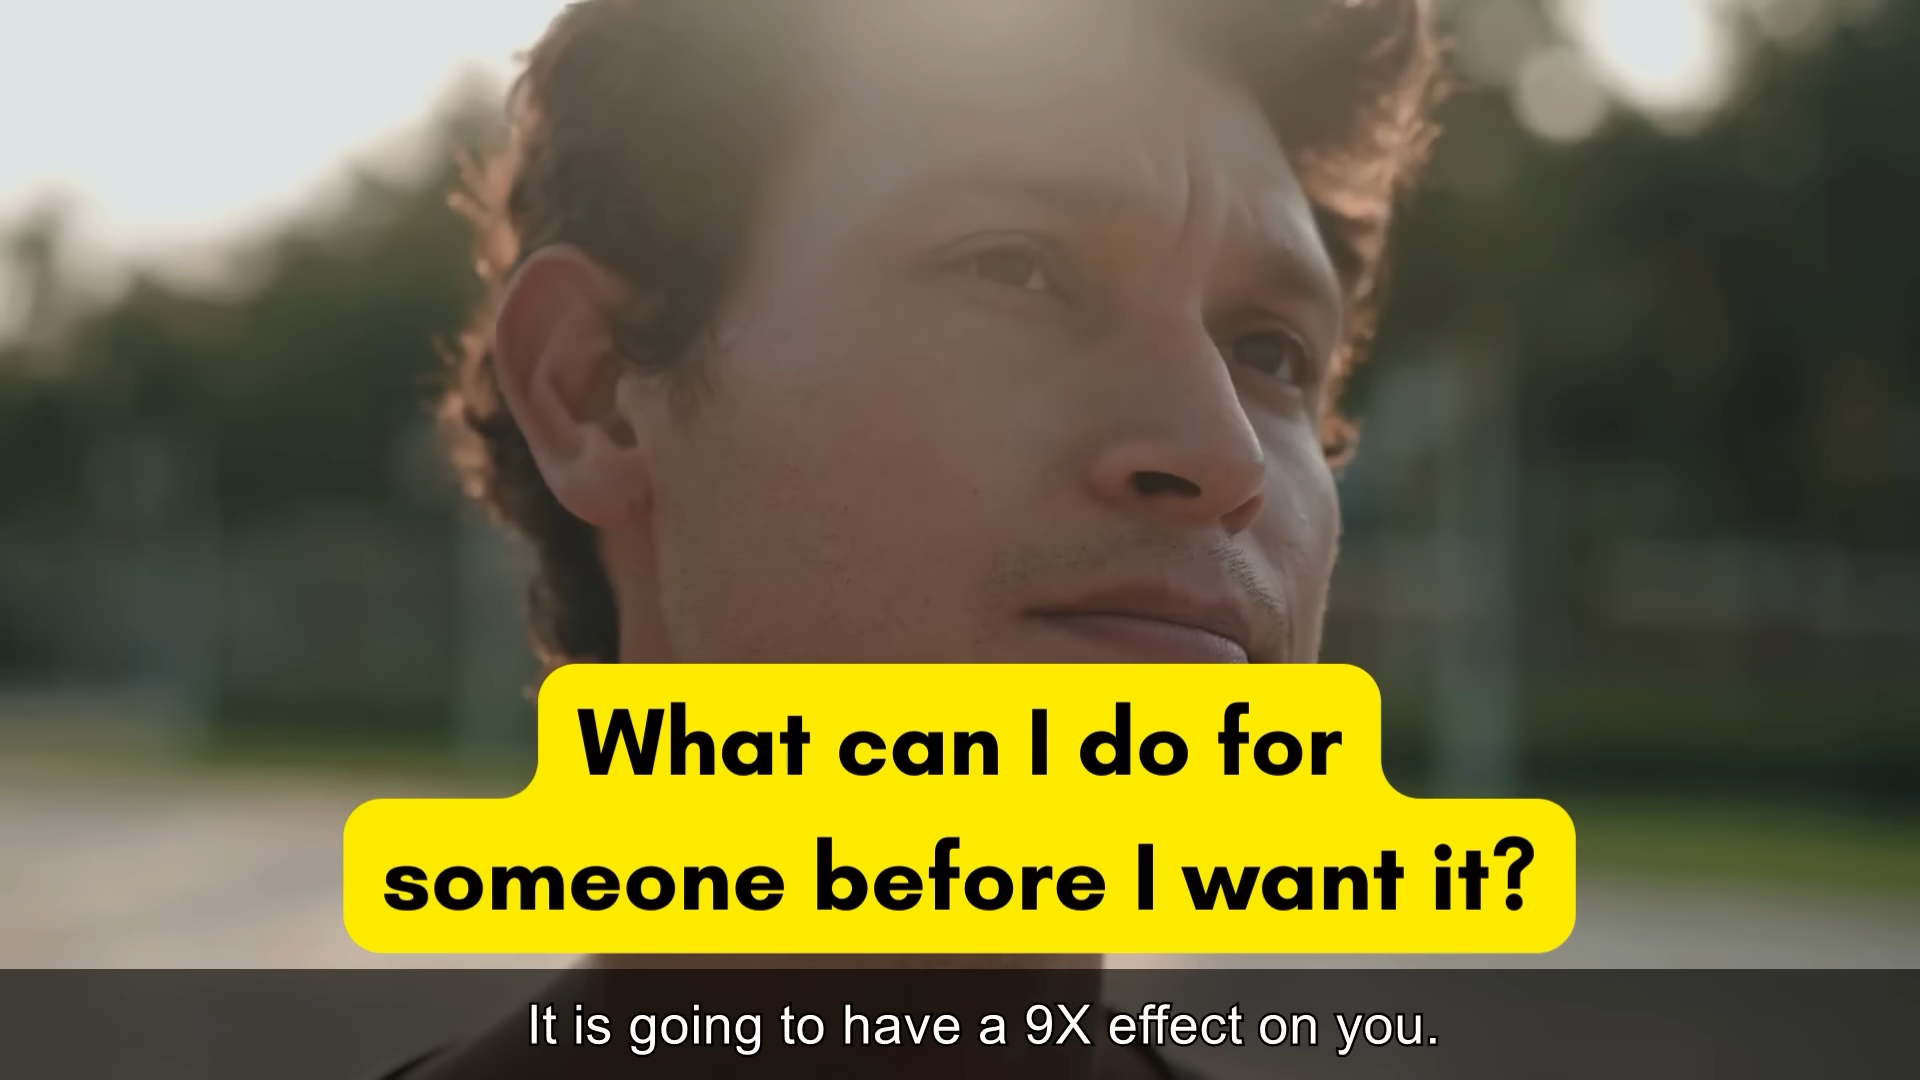 What can I do for
someone before I want it?
It is going to have a 9X effect on you.